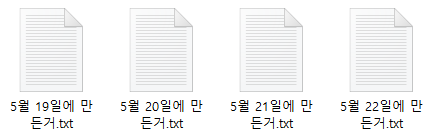 5월 19일에 만
든거.txt
5월 20일에 만
든거.txt
5월 21일에 만
든거.txt
5월 22일에 만
든거.txt